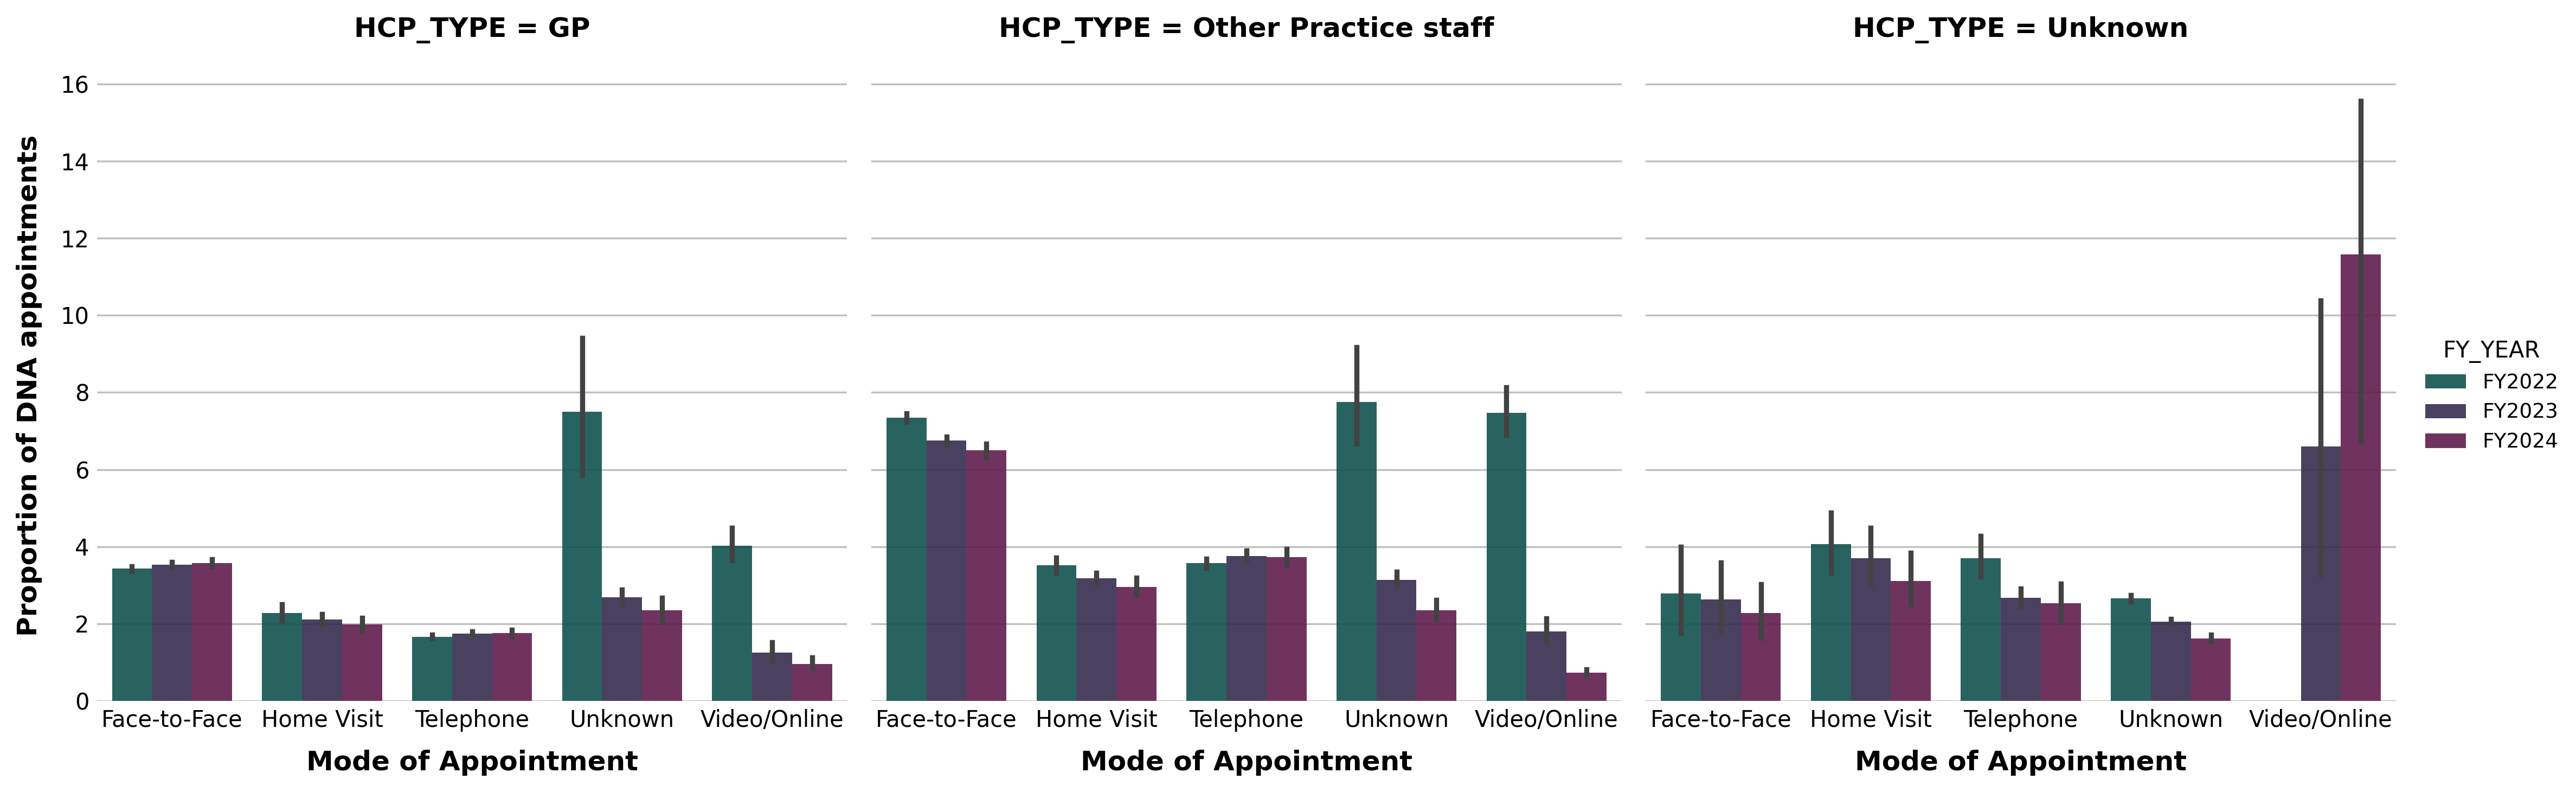 HCP_TYPE = GP
HCP_TYPE = Other Practice staff
HCP_TYPE = Unknown
Proportion of DNA appointments
16
14
12
10
8
6
4
2
0
Face-to-Face Home Visit Telephone Unknown Video/Online
Face-to-Face Home Visit Telephone Unknown Video/Online
Face-to-Face Home Visit Telephone Unknown Video/Online
Mode of Appointment
Mode of Appointment
Mode of Appointment
FY_YEAR
FY2022
FY2023
FY2024